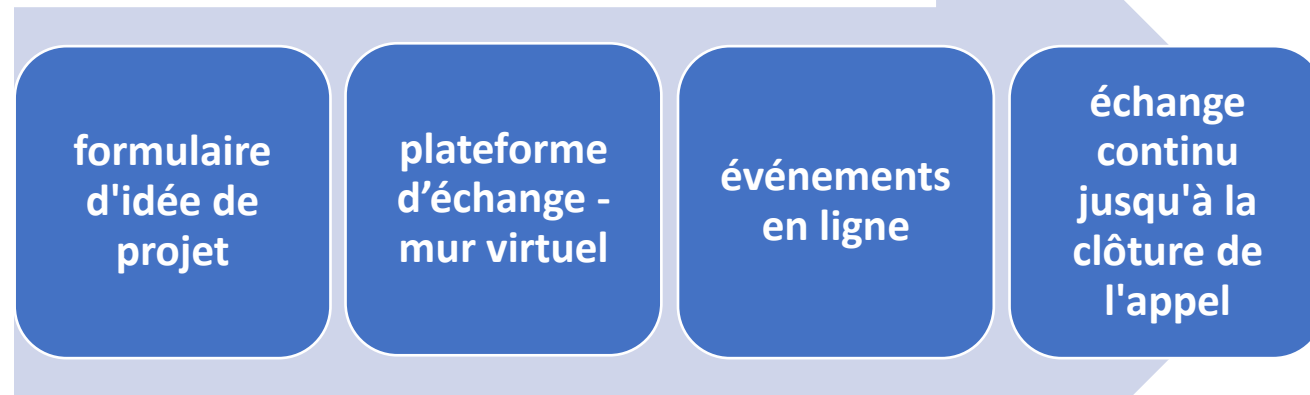 formulaire
d'idée de
projet
plateforme
d’échange -
mur virtuel
événements
en ligne
échange
continu
jusqu'à la
clôture de
l'appel